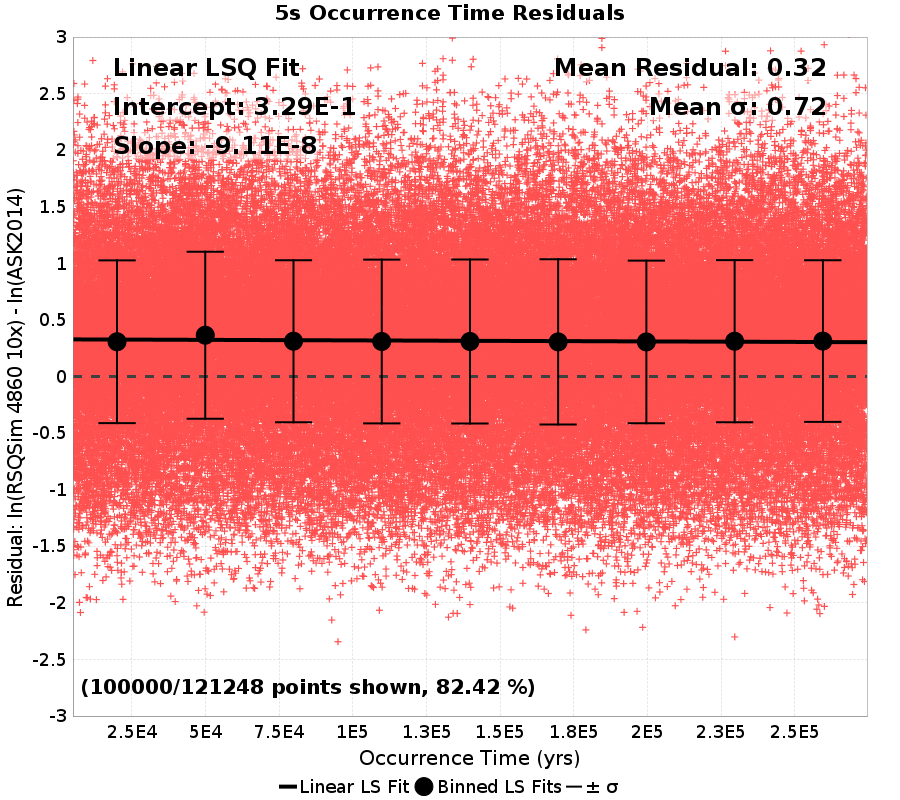 5s Occurrence Time Residuals
Linear LSQ Fit
Intercept: 3.29E-1
Slope: -9.11E-8
Mean Residual: 0.32
Mean σ: 0.72
Residual: ln(RSQSim 4860 10x) - ln(ASK2014)
3
2.5
2
1.5
1
0.5
0
-0.5
-1
-1.5
-2
-2.5
-3
(100000/121248 points shown, 82.42 %)
2.5E4 5E4 7.5E4 1E5 1.3E5 1.5E5 1.8E5 2E5 2.3E5 2.5E5
Occurrence Time (yrs)
Linear LS Fit Binned LS Fits ± σ